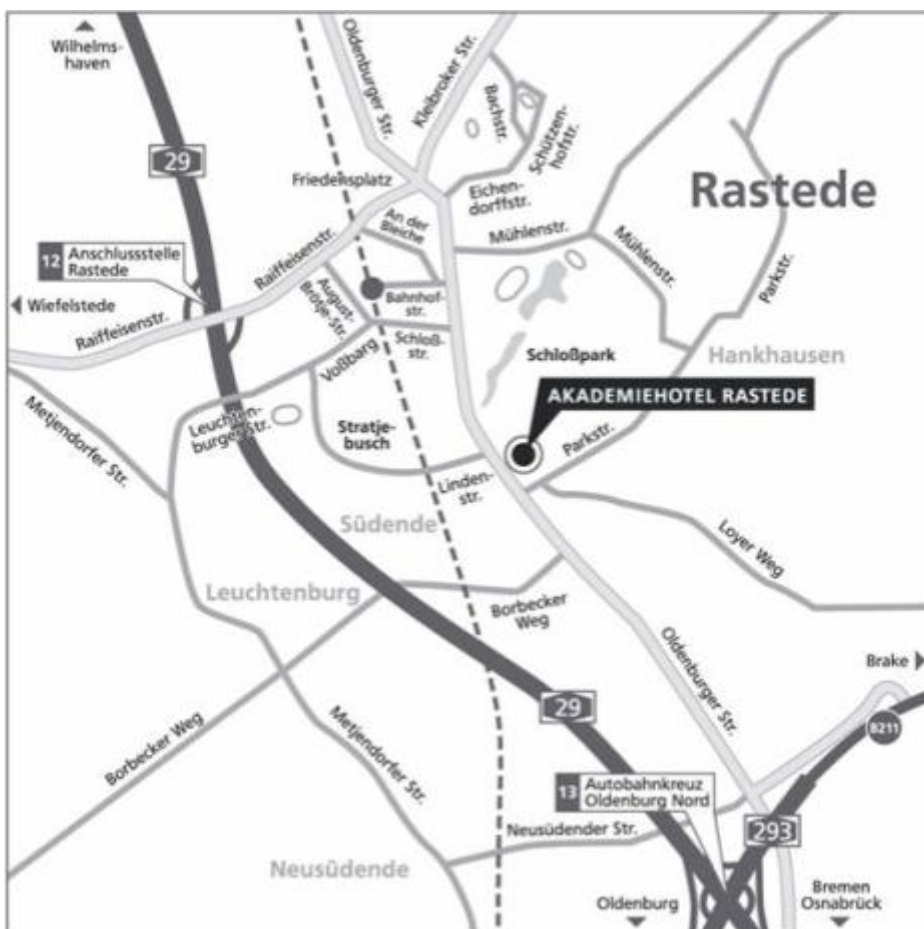 Wilhelms-
haven
Oldenburger Str.
Kleibroker Str.
Bachstr.
Schützen-
hofstr.
29
Friedensplatz
Eichen-
dorffstr.
Rastede
An der
Bleiche
Mühlenstr.
Mühlenstr.
Parkstr.
12
Anschlussstelle
Rastede
Raiffeisenstr.
Wiefelstede
Raiffeisenstr.
August-
Brötje-Str.
Bahnhof-
str.
Schloß-
str.
Voßbarg
Schloßpark
Hankhausen
AKADEMIEHOTEL RASTEDE
Metjendorfer Str.
Leuchten-
burger Str.
Stratje-
busch
Parkstr.
Linden-
str.
Südende
Loyer Weg
Leuchtenburg
Borbecker
Weg
Oldenburger Str.
Brake
29
B211
Borbecker Weg
Metjendorfer Str.
13
Autobahnkreuz
Oldenburg Nord
Neusüdender Str.
293
Neusüdende
Oldenburg
Bremen
Osnabrück